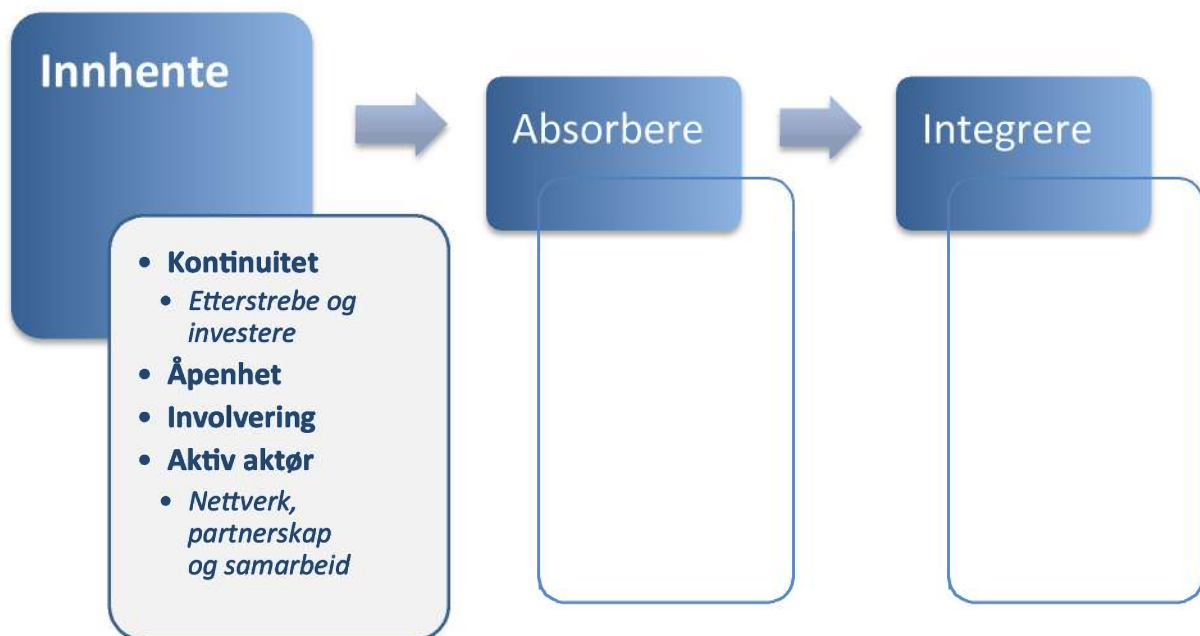 Innhente
Absorbere
Integrere
• Kontinuitet
• Etterstrebe og
investere
• Åpenhet
• Involvering
• Aktiv aktør
• Nettverk,
partnerskap
og samarbeid